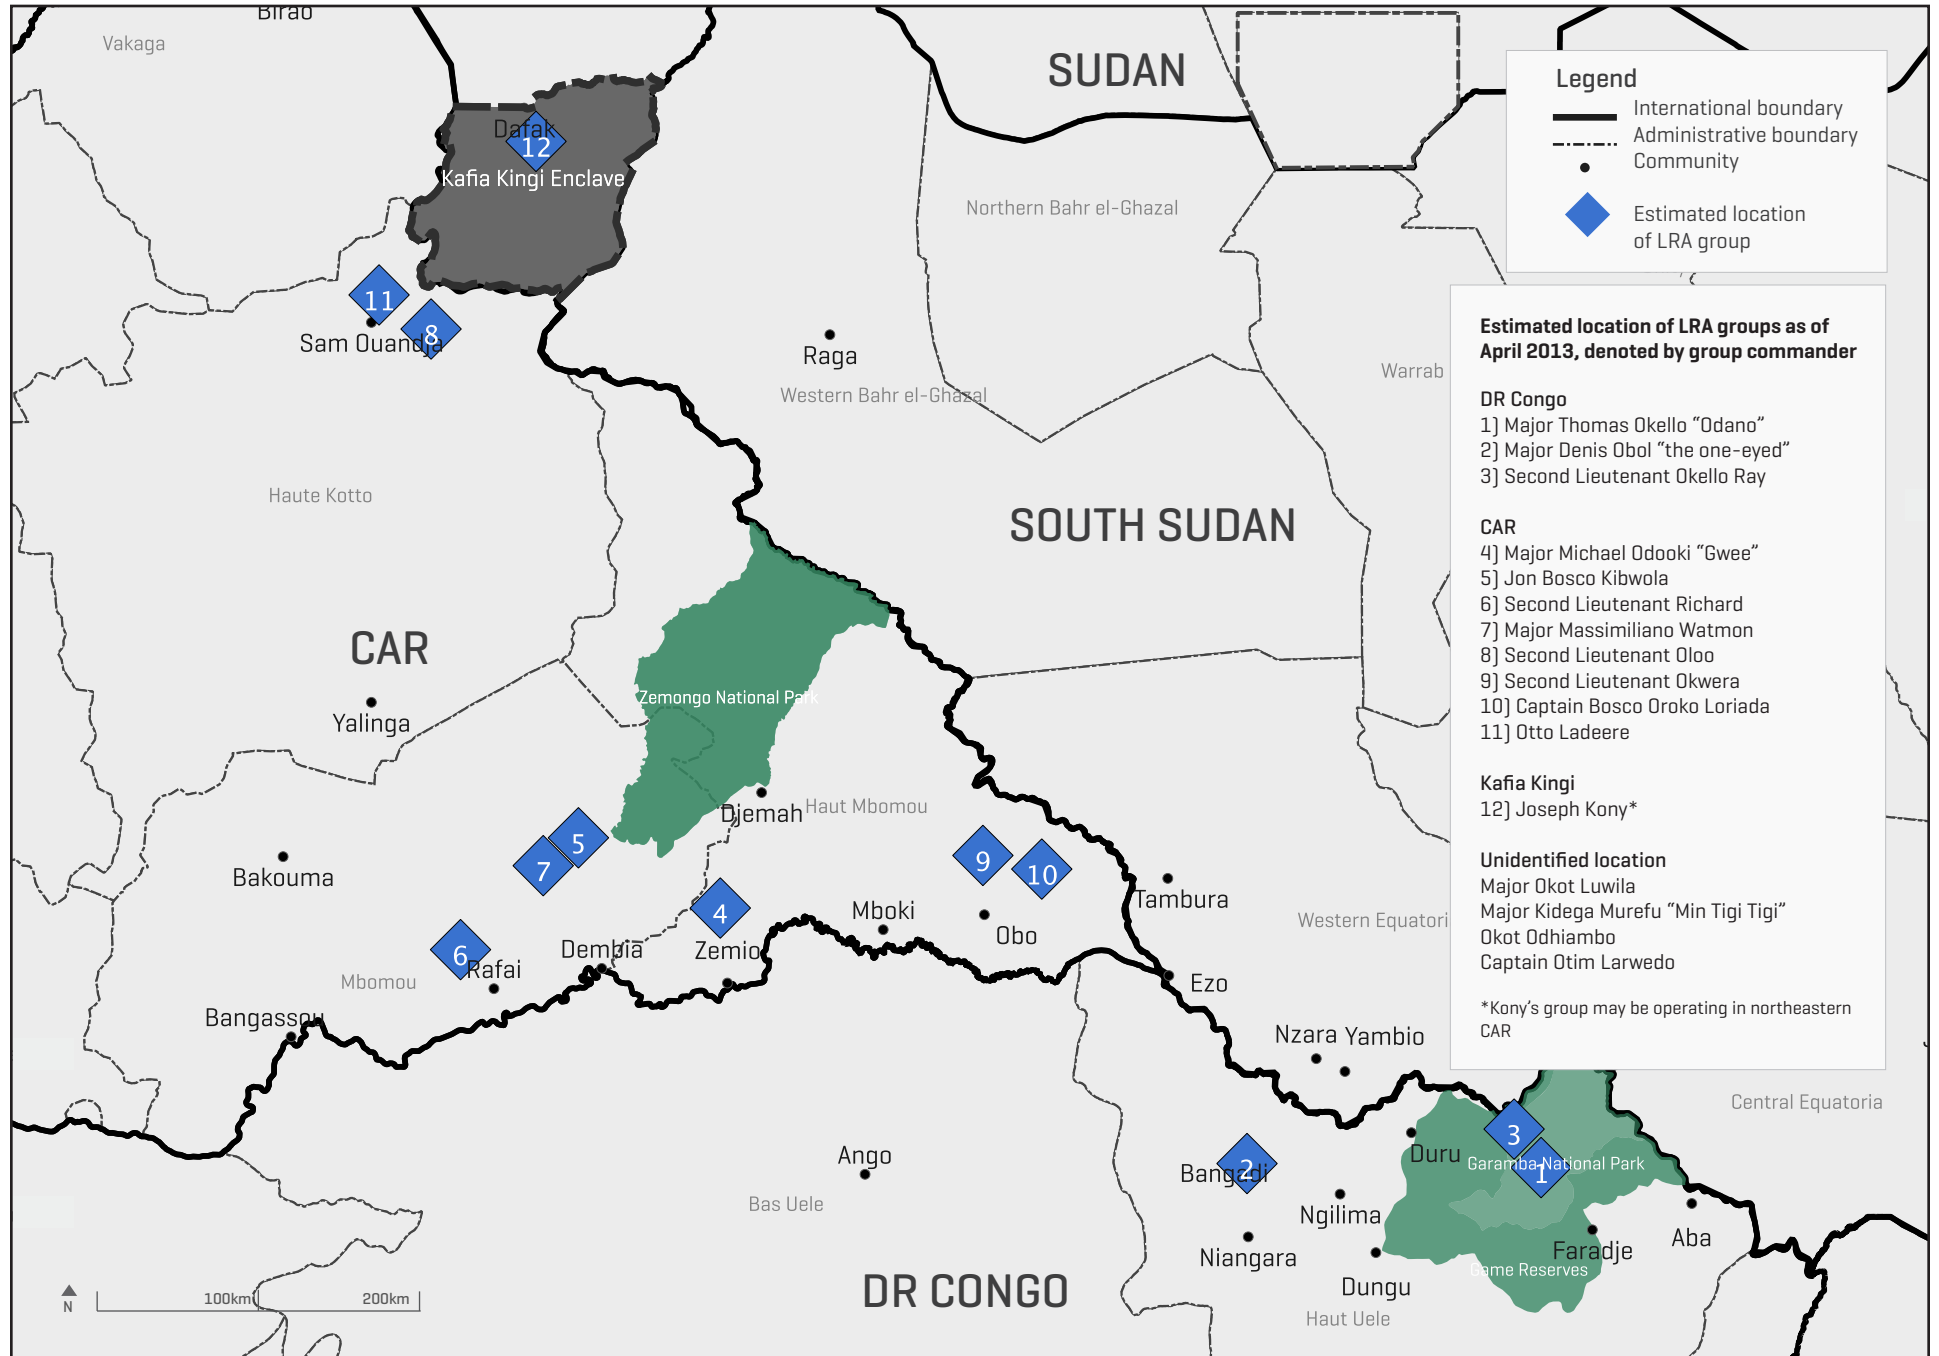 Birao
Vakaga
SUDAN
Dafak
12
Kafia Kingi Enclave
Northern Bahr el-Ghazal
11
8
Sam Ouandja
Raga
Western Bahr el-Ghazal
Warrab
Haute Kotto
SOUTH SUDAN
CAR
Zemongo National Park
Yalinga
Djemah
Haut Mbomou
5
7
9
10
Bakouma
Tambura
4
Mboki
Obo
Western Equatori
6
Rafai
Dembia
Zemio
Mbomou
Ezo
Bangassou
Nzara
Yambio
Central Equatoria
3
Duru
Garamba National Park
1
2
Bangadi
Ango
Bas Uele
Ngilima
Niangara
Faradje
Aba
Game Reserves
Dungu
DR CONGO
Haut Uele
N
100km
200km
Legend
International boundary
Administrative boundary
Community
Estimated location
of LRA group
Estimated location of LRA groups as of
April 2013, denoted by group commander
DR Congo
1) Major Thomas Okello “Odano”
2) Major Denis Obol “the one-eyed”
3) Second Lieutenant Okello Ray
CAR
4) Major Michael Odooki “Gwee”
5) Jon Bosco Kibwola
6) Second Lieutenant Richard
7) Major Massimiliano Watmon
8) Second Lieutenant Oloo
9) Second Lieutenant Okwera
10) Captain Bosco Oroko Loriada
11) Otto Ladeere
Kafia Kingi
12) Joseph Kony*
Unidentified location
Major Okot Luwila
Major Kidega Murefu “Min Tigi Tigi”
Okot Odhiambo
Captain Otim Larwedo
*Kony’s group may be operating in northeastern
CAR